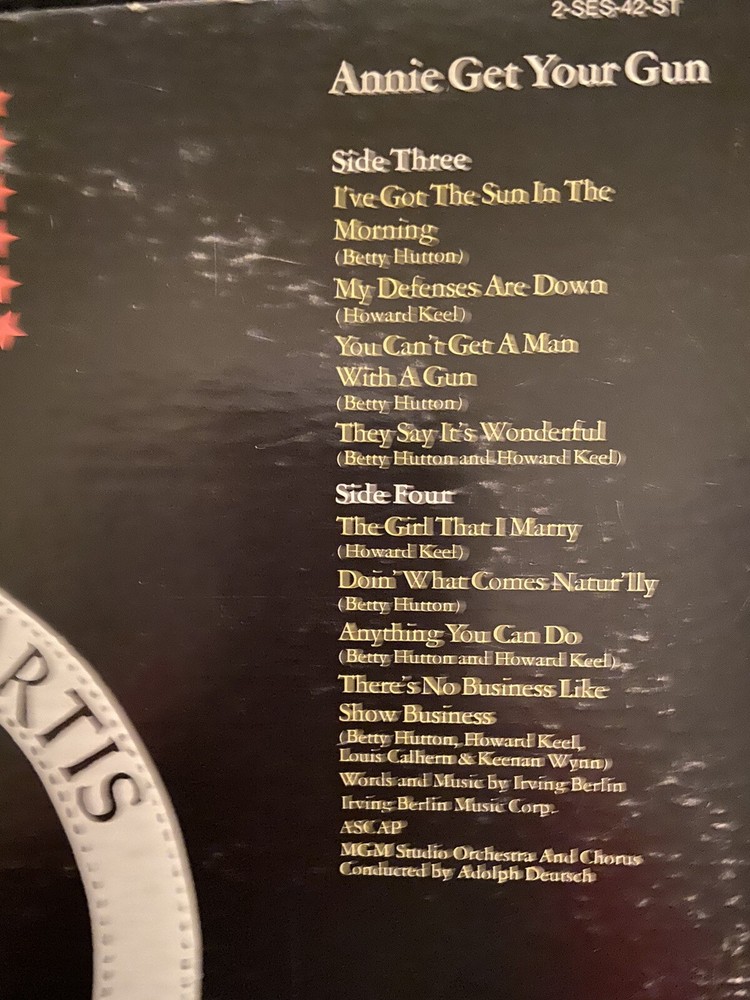 2-SES-42-ST
Annie Get Your Gun
Side Three
I've Got The Sun In The
Morning
(Betty Hutton)
My Defenses Are Down
(Howard Keel)
You Can't Get A Man
With A Gun
(Betty Hutton)
They Say It's Wonderful
(Betty Hutton and Howard Keel)
Side Four
The Girl That I Marry
(Howard Keel)
Doin' What Comes Natur'lly
(Betty Hutton)
Anything You Can Do
(Betty Hutton and Howard Keel)
There's No Business Like
Show Business
(Betty Hutton, Howard Keel,
Louis Calhern & Keenan Wynn)
Words and Music by Irving Berlin
Irving Berlin Music Corp.
ASCAP
MGM Studio Orchestra And Chorus
Conducted by Adolph Deutsch
ARTIS